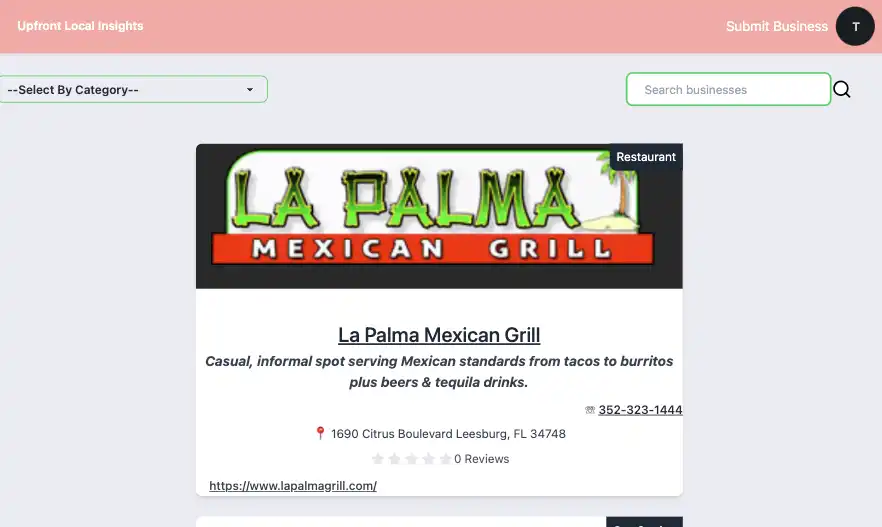 Upfront Local Insights
Submit Business
T
--Select By Category--
Search businesses
Restaurant
LA PALMA
MEXICAN GRILL
La Palma Mexican Grill
Casual, informal spot serving Mexican standards from tacos to burritos
plus beers & tequila drinks.
☏ 352-323-1444
📍 1690 Citrus Boulevard Leesburg, FL 34748
0 Reviews
https://www.lapalmagrill.com/